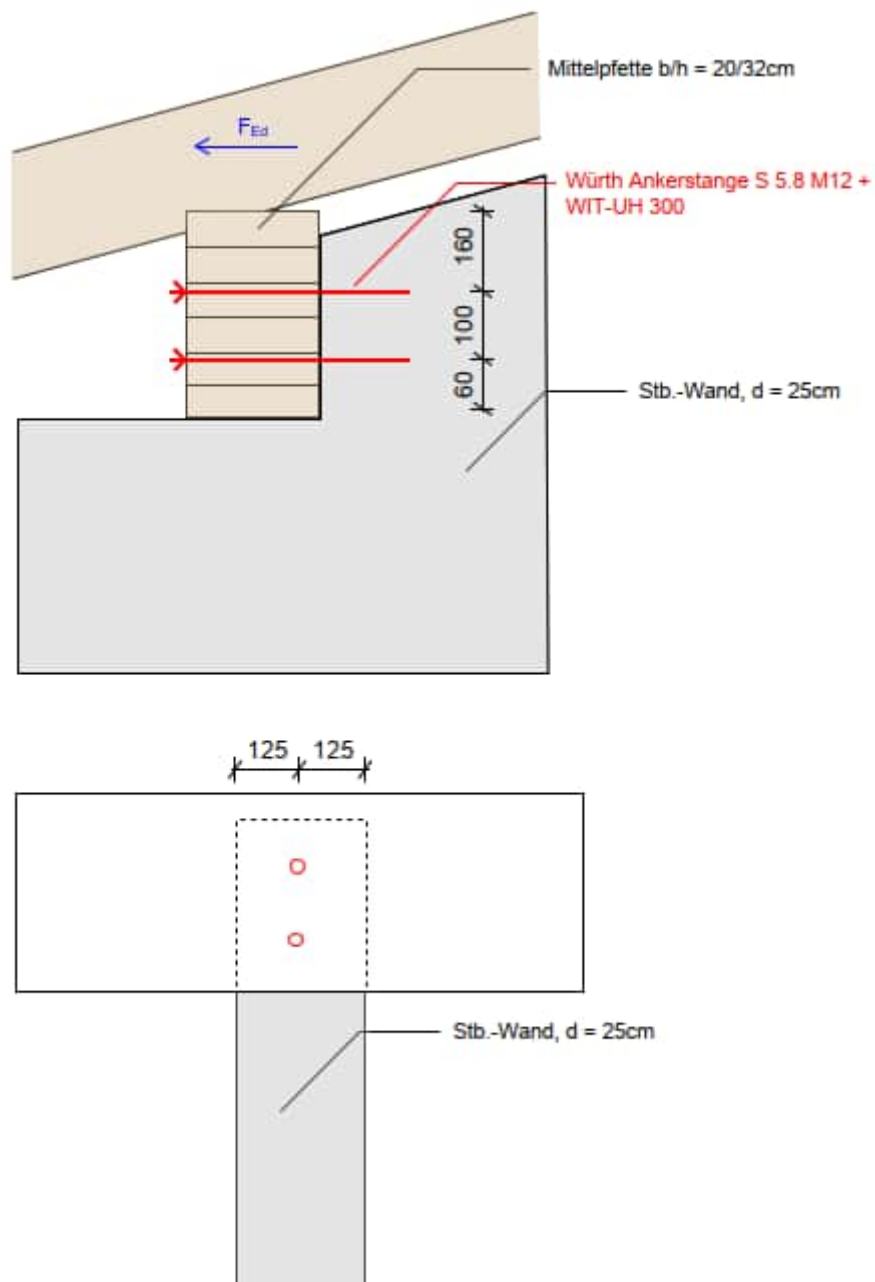 Mittelpfette b/h = 20/32cm
FEd
Würth Ankerstange S 5.8 M12 +
WIT-UH 300
160
100
60
Stb.-Wand, d = 25cm
125 125
Stb.-Wand, d = 25cm